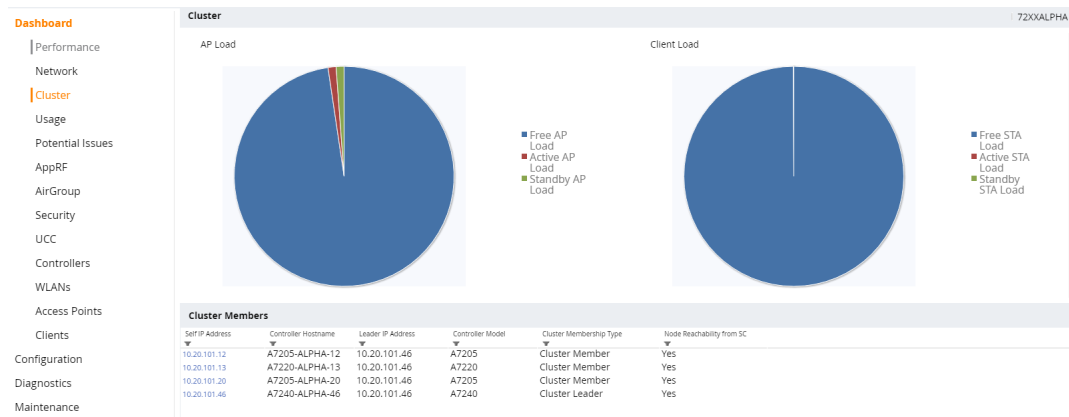 Dashboard
Performance
Network
Cluster
Usage
Potential Issues
AppRF
AirGroup
Security
UCC
Controllers
WLANs
Access Points
Clients
Configuration
Diagnostics
Maintenance
Cluster
72XXALPHA
AP Load
Free AP
Load
Active AP
Load
Standby AP
Load
Client Load
Free STA
Load
Active STA
Load
Standby
STA Load
Cluster Members
Self IP Address Controller Hostname Leader IP Address Controller Model Cluster Membership Type Node Reachability from SC
10.20.101.12 A7205-ALPHA-12 10.20.101.46 A7205 Cluster Member Yes
10.20.101.13 A7220-ALPHA-13 10.20.101.46 A7220 Cluster Member Yes
10.20.101.20 A7205-ALPHA-20 10.20.101.46 A7205 Cluster Member Yes
10.20.101.46 A7240-ALPHA-46 10.20.101.46 A7240 Cluster Leader Yes